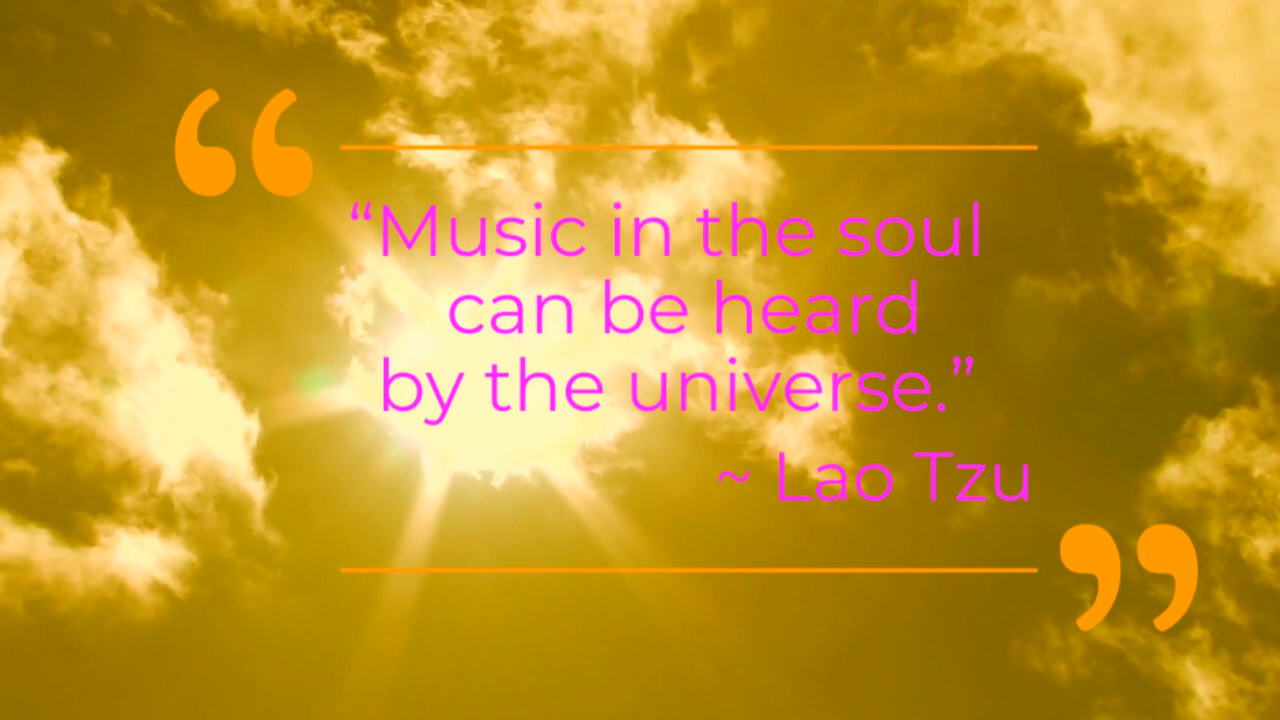 “Music in the soul
can be heard
by the universe.”
~ Lao Tzu